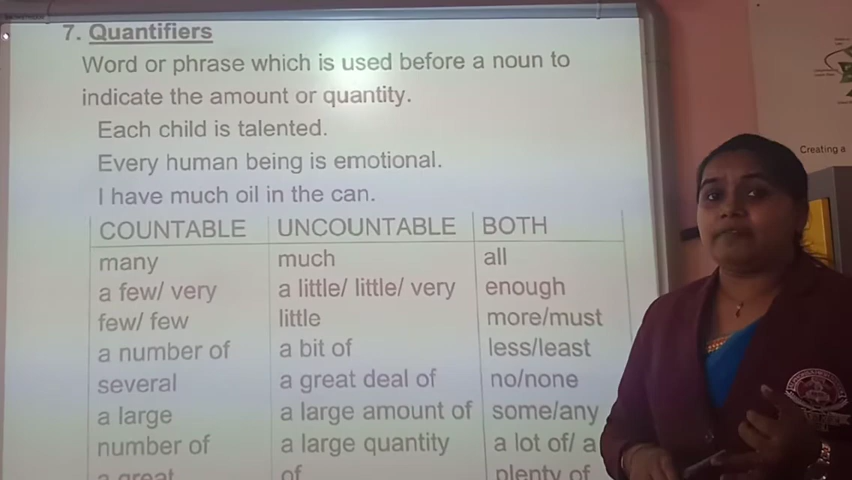 7. Quantifiers
Word or phrase which is used before a noun to
indicate the amount or quantity.
Each child is talented.
Every human being is emotional.
I have much oil in the can.
COUNTABLE UNCOUNTABLE BOTH
many much all
a few/ very a little/ little/ very enough
few/ few little more/must
a number of a bit of less/least
several a great deal of no/none
a large a large amount of some/any
number of a large quantity a lot of/ a
a great of plenty of
Creating a